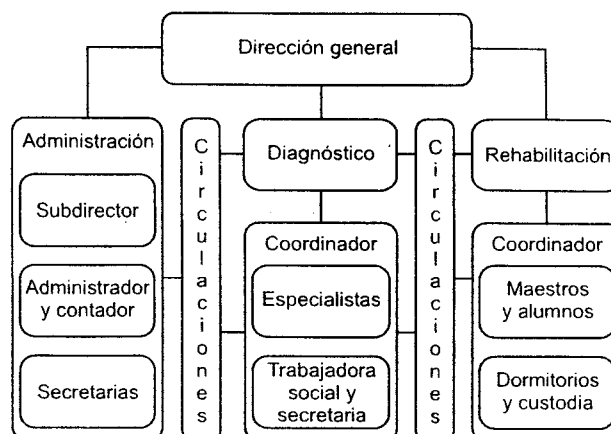 Dirección general
Administración
Subdirector
Administrador
y contador
Secretarias
Circulaciones
Diagnóstico
Coordinador
Especialistas
Trabajadora
social y
secretaria
Circulaciones
Rehabilitación
Coordinador
Maestros
y alumnos
Dormitorios
y custodia